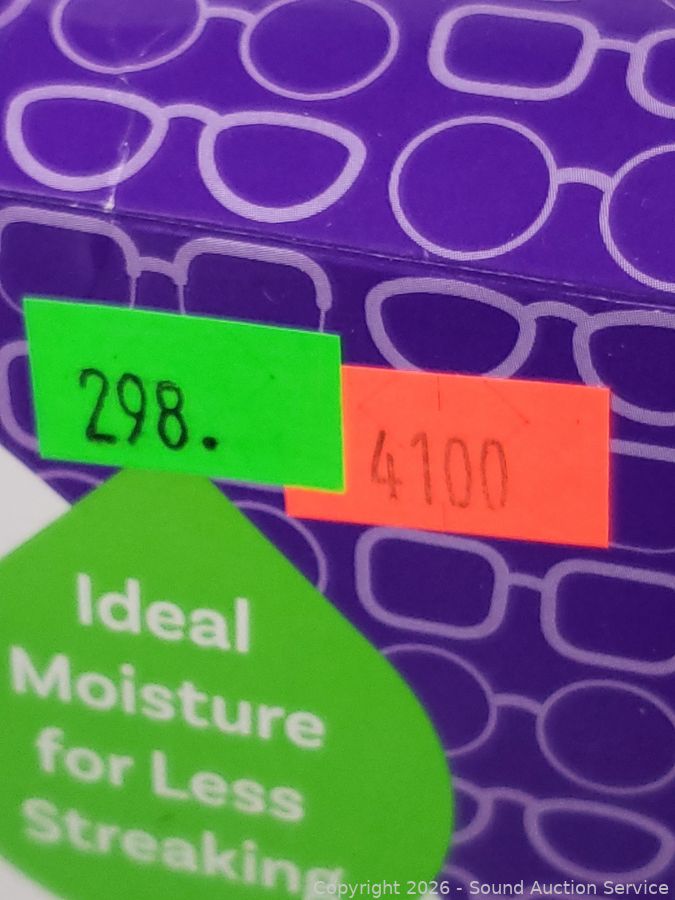 298.
4100
Ideal
Moisture
for Less
Streaking
Copyright 2026 - Sound Auction Service